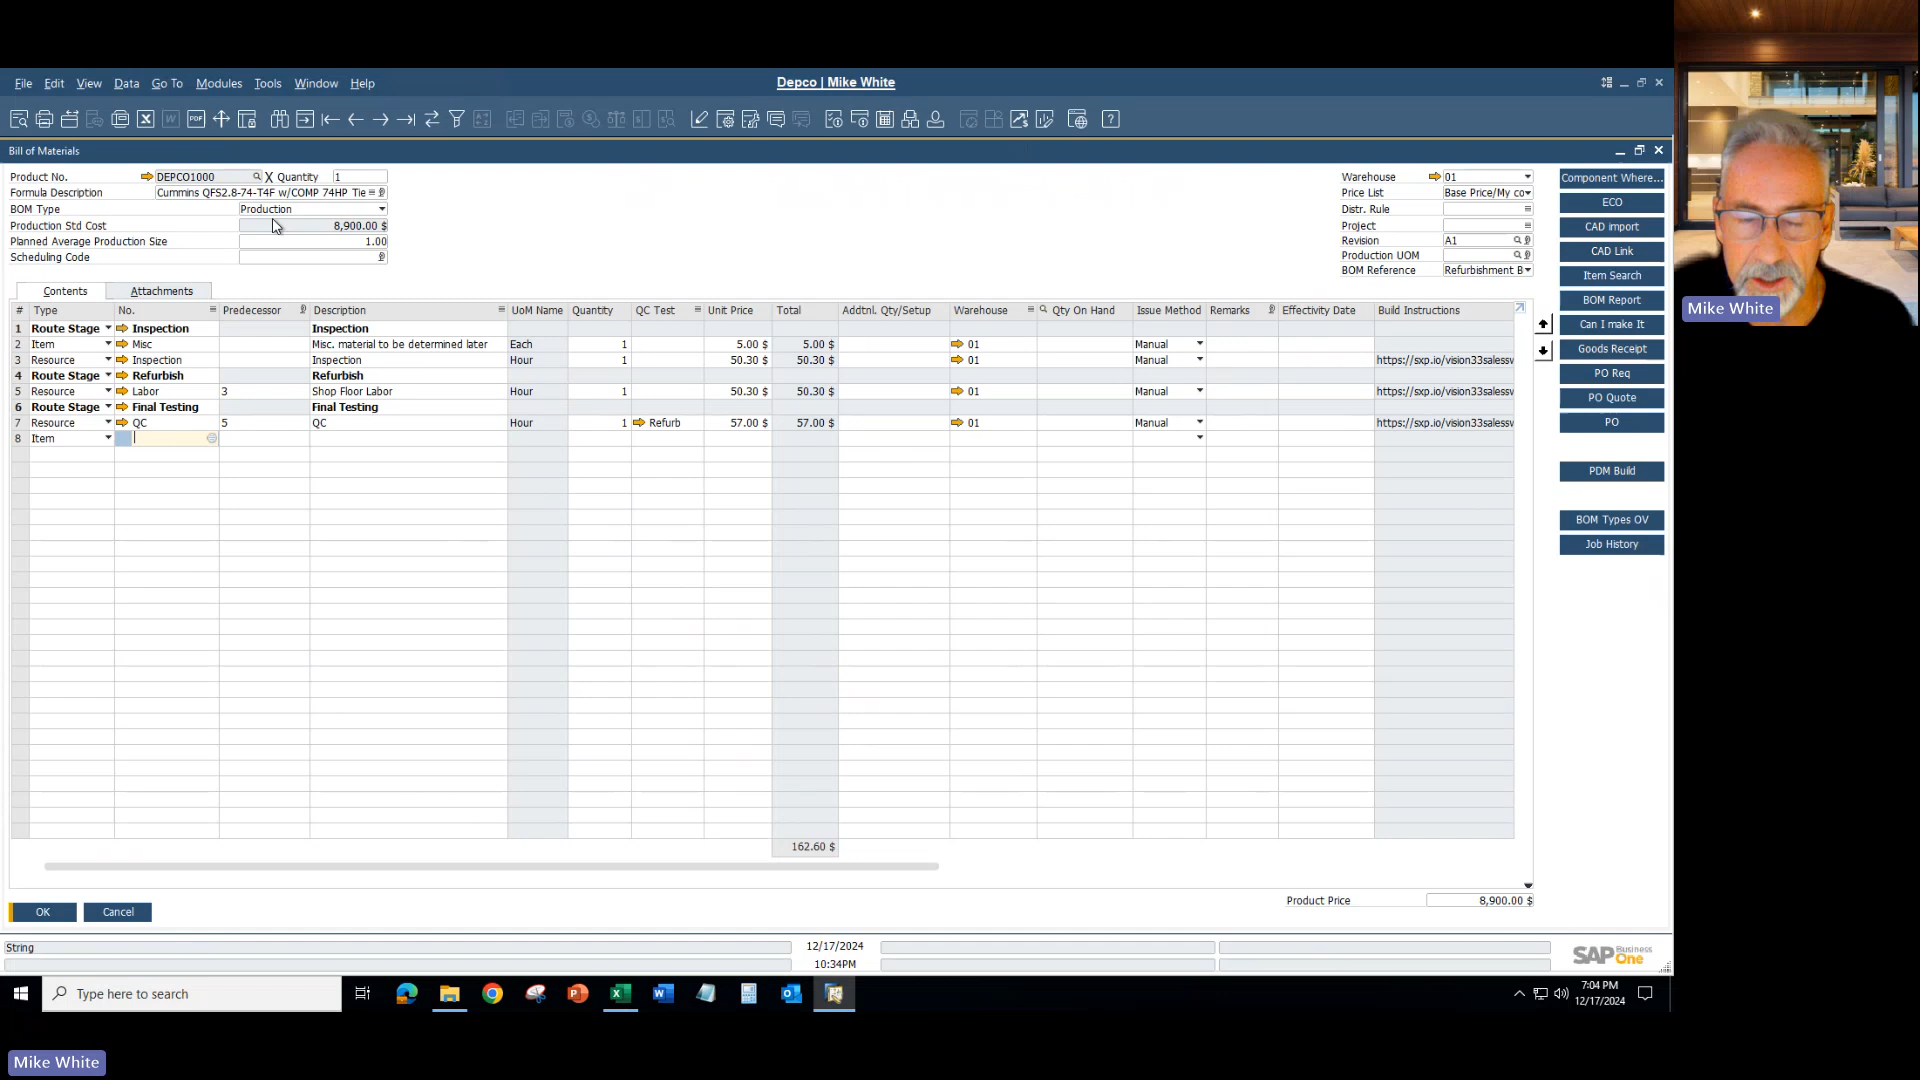 File Edit View Data Go To Modules Tools Window Help
Depco | Mike White
Bill of Materials
Product No. DEPCO1000 X Quantity 1
Formula Description Cummins QFS2.8-74-T4F w/COMP 74HP Tie
BOM Type Production
Production Std Cost 8,900.00 $
Planned Average Production Size 1.00
Scheduling Code
Warehouse 01
Price List Base Price/My co
Distr. Rule
Project
Revision A1
Production UOM
BOM Reference Refurbishment B
Component Where...
ECO
CAD import
CAD Link
Item Search
BOM Report
Can I make It
Goods Receipt
PO Req
PO Quote
PO
PDM Build
BOM Types OV
Job History
Contents Attachments
# Type No. Predecessor Description UoM Name Quantity QC Test Unit Price Total Addtnl. Qty/Setup Warehouse Qty On Hand Issue Method Remarks Effectivity Date Build Instructions
1 Route Stage Inspection Inspection
2 Item Misc Misc. material to be determined later Each 1 5.00 $ 5.00 $ 01 Manual
3 Resource Inspection Inspection Hour 1 50.30 $ 50.30 $ 01 Manual https://sxp.io/vision33salessv
4 Route Stage Refurbish Refurbish
5 Resource Labor 3 Shop Floor Labor Hour 1 50.30 $ 50.30 $ 01 Manual https://sxp.io/vision33salessv
6 Route Stage Final Testing Final Testing
7 Resource QC 5 QC Hour 1 Refurb 57.00 $ 57.00 $ 01 Manual https://sxp.io/vision33salessv
8 Item
162.60 $
Product Price 8,900.00 $
OK Cancel
String
12/17/2024
10:34PM
SAP Business One
Type here to search
7:04 PM
12/17/2024
Mike White
Mike White